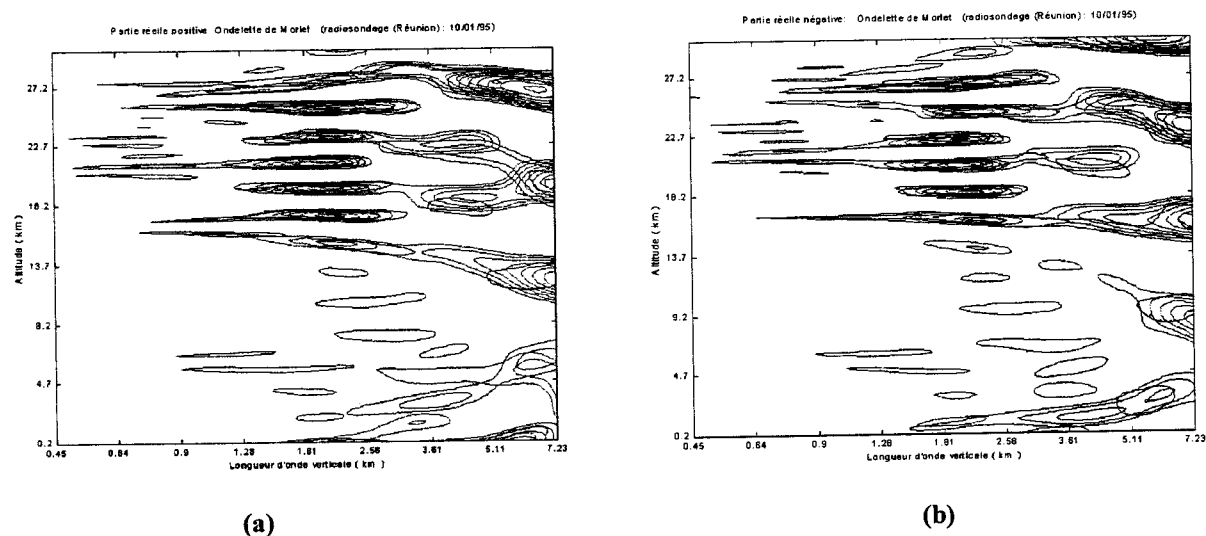 Partie réelle positive Ondelette de Morlet (radiosondage (Réunion) : 10/01/95)
27.2
22.7
18.2
13.7
8.2
4.7
0.2
Altitude ( km )
0.45 0.64 0.9 1.28 1.81 2.56 3.61 5.11 7.23
Longueur d'onde verticale ( km )
(a)
Partie réelle négative: Ondelette de Morlet (radiosondage (Réunion) : 10/01/95)
27.2
22.7
18.2
13.7
9.2
4.7
0.2
Altitude ( km )
0.45 0.64 0.9 1.28 1.81 2.56 3.61 5.11 7.23
Longueur d'onde verticale ( km )
(b)